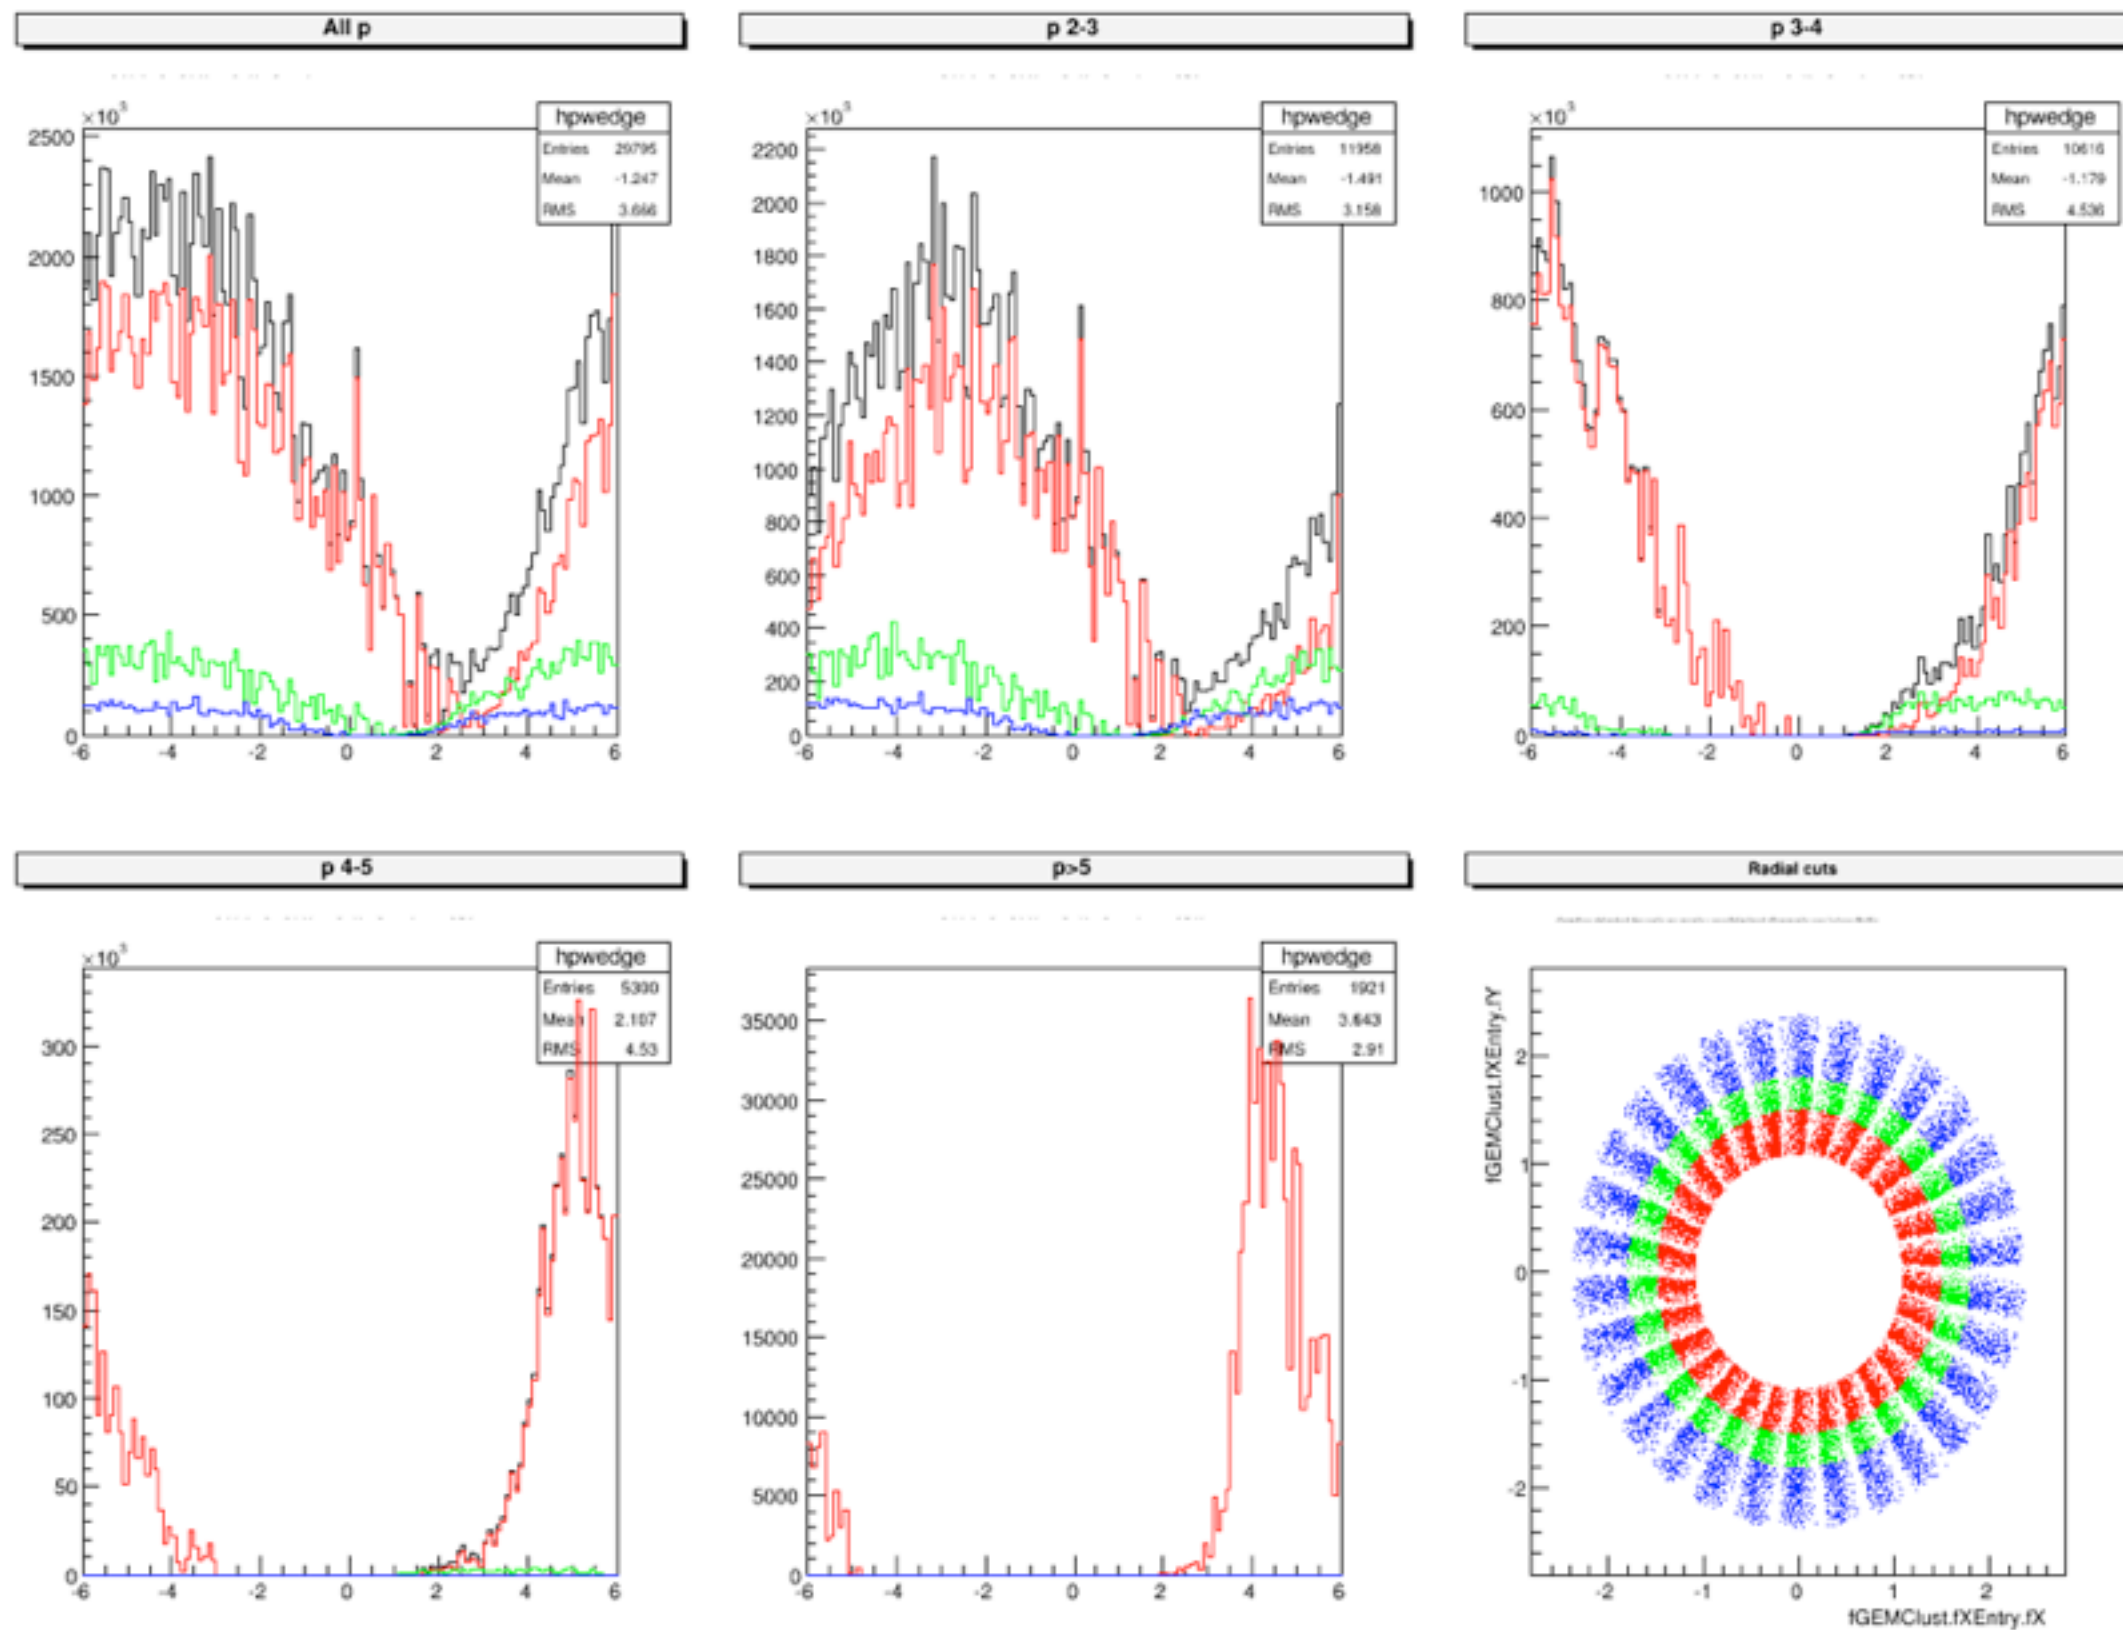 All p
p 2-3
p 3-4
×10³
hpwedge
Entries 29795
Mean -1.247
RMS 3.666
2500
2000
1500
1000
500
0
-6 -4 -2 0 2 4 6
×10³
hpwedge
Entries 11958
Mean -1.491
RMS 3.158
2200
2000
1800
1600
1400
1200
1000
800
600
400
200
0
-6 -4 -2 0 2 4 6
×10³
hpwedge
Entries 10616
Mean -1.179
RMS 4.536
1000
800
600
400
200
0
-6 -4 -2 0 2 4 6
p 4-5
p>5
Radial cuts
×10³
hpwedge
Entries 5300
Mean 2.107
RMS 4.53
300
250
200
150
100
50
0
-6 -4 -2 0 2 4 6
hpwedge
Entries 1921
Mean 3.643
RMS 2.91
35000
30000
25000
20000
15000
10000
5000
0
-6 -4 -2 0 2 4 6
fGEMClust.fXEntry.fY
2
1
0
-1
-2
-2 -1 0 1 2
fGEMClust.fXEntry.fX